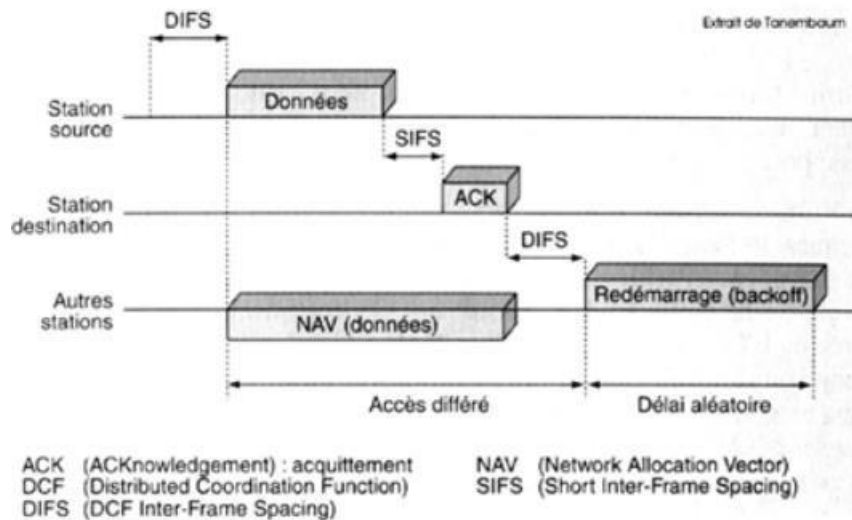 DIFS
Extrait de Tanembaum
Données
Station
source
SIFS
ACK
Station
destination
DIFS
Redémarrage (backoff)
Autres
stations
NAV (données)
Accès différé
Délai aléatoire
ACK (ACKnowledgement) : acquittement
NAV (Network Allocation Vector)
DCF (Distributed Coordination Function)
SIFS (Short Inter-Frame Spacing)
DIFS (DCF Inter-Frame Spacing)